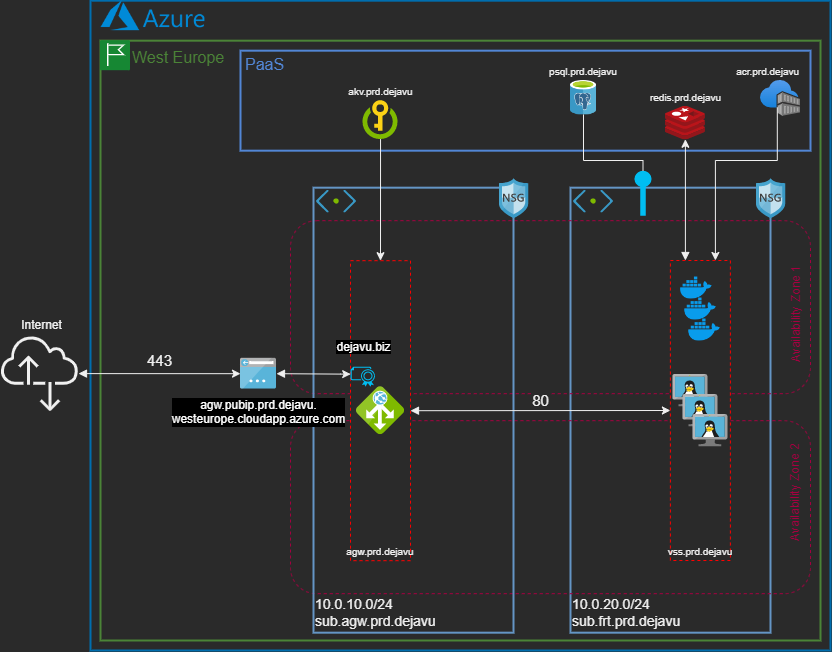 Azure
West Europe
PaaS
akv.prd.dejavu
psql.prd.dejavu
redis.prd.dejavu
acr.prd.dejavu
NSG
NSG
Availability Zone 1
Internet
443
dejavu.biz
agw.pubip.prd.dejavu.
westeurope.cloudapp.azure.com
80
Availability Zone 2
agw.prd.dejavu
vss.prd.dejavu
10.0.10.0/24
sub.agw.prd.dejavu
10.0.20.0/24
sub.frt.prd.dejavu